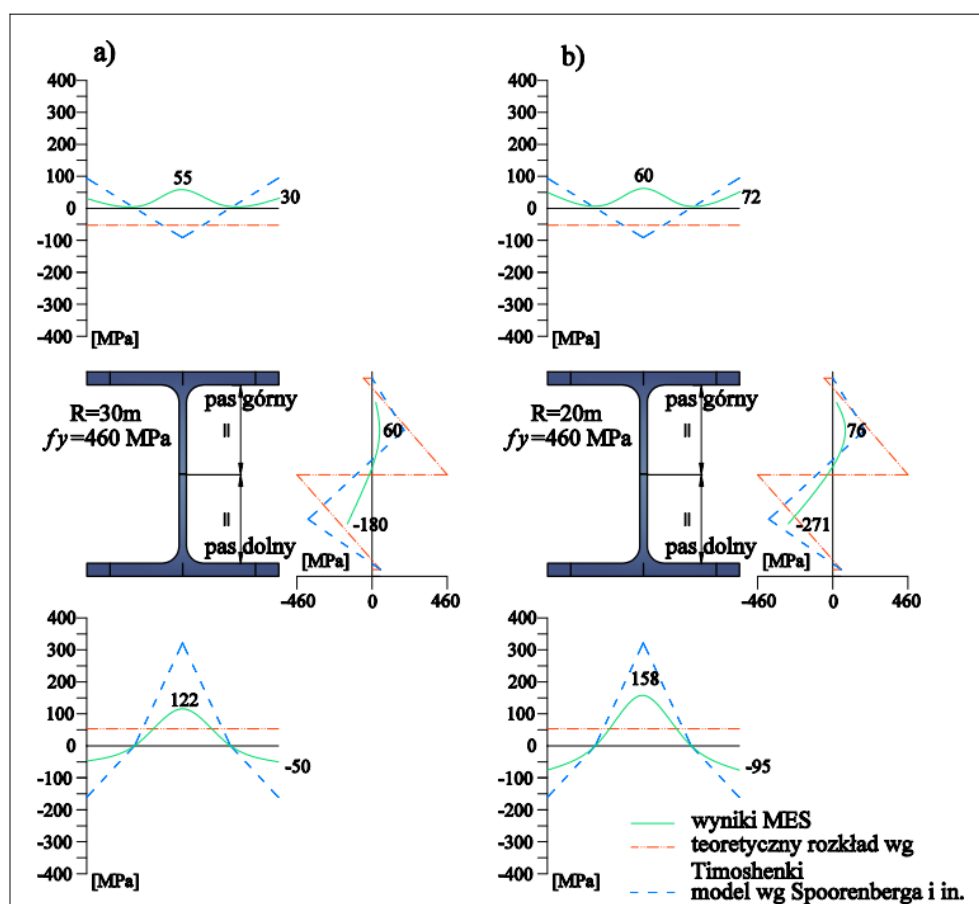 a)
400
300
200
100
0
-100
-200
-300
-400
[MPa]
55
30
b)
400
300
200
100
0
-100
-200
-300
-400
[MPa]
60
72
R=30m
fy=460 MPa
pas górny
=
=
pas dolny
60
-180
[MPa]
-460
0
460
R=20m
fy=460 MPa
pas górny
=
=
pas dolny
76
-271
[MPa]
-460
0
460
400
300
200
100
0
-100
-200
-300
-400
[MPa]
122
-50
400
300
200
100
0
-100
-200
-300
-400
[MPa]
158
-95
wyniki MES
teoretyczny rozkład wg
Timoshenki
model wg Spoorenberga i in.